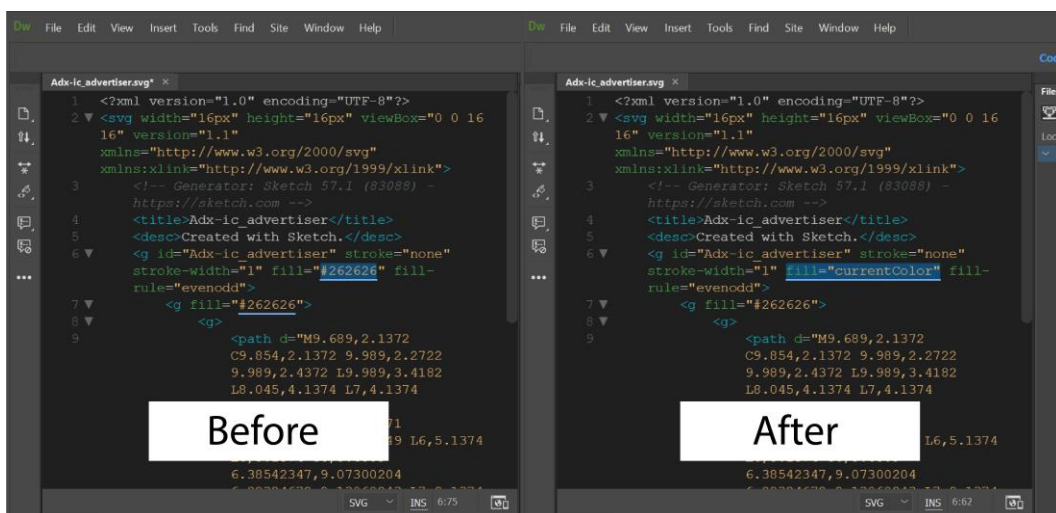 Dw File Edit View Insert Tools Find Site Window Help
Adx-ic_advertiser.svg* ×
1 <?xml version="1.0" encoding="UTF-8"?>
2 <svg width="16px" height="16px" viewBox="0 0 16
16" version="1.1"
xmlns="http://www.w3.org/2000/svg"
xmlns:xlink="http://www.w3.org/1999/xlink">
3 <!-- Generator: Sketch 57.1 (83088) -
https://sketch.com -->
4 <title>Adx-ic_advertiser</title>
5 <desc>Created with Sketch.</desc>
6 <g id="Adx-ic_advertiser" stroke="none"
stroke-width="1" fill="#262626" fill-
rule="evenodd">
7 <g fill="#262626">
8 <g>
9 <path d="M9.689,2.1372
C9.854,2.1372 9.989,2.2722
9.989,2.4372 L9.989,3.4182
L8.045,4.1374 L7,4.1374
71
49 L6,5.1374
6.38542347,9.07300204
Before
SVG INS 6:75
Dw File Edit View Insert Tools Find Site Window Help
Adx-ic_advertiser.svg ×
1 <?xml version="1.0" encoding="UTF-8"?>
2 <svg width="16px" height="16px" viewBox="0 0 16
16" version="1.1"
xmlns="http://www.w3.org/2000/svg"
xmlns:xlink="http://www.w3.org/1999/xlink">
3 <!-- Generator: Sketch 57.1 (83088) -
https://sketch.com -->
4 <title>Adx-ic_advertiser</title>
5 <desc>Created with Sketch.</desc>
6 <g id="Adx-ic_advertiser" stroke="none"
stroke-width="1" fill="currentColor" fill-
rule="evenodd">
7 <g fill="#262626">
8 <g>
9 <path d="M9.689,2.1372
C9.854,2.1372 9.989,2.2722
9.989,2.4372 L9.989,3.4182
L8.045,4.1374 L7,4.1374
L6,5.1374
6.38542347,9.07300204
After
SVG INS 6:62
File